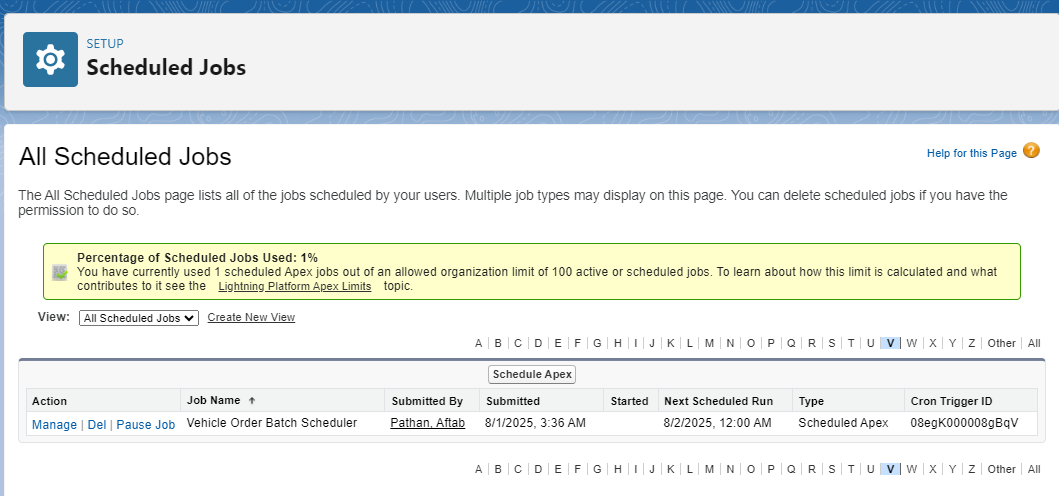 SETUP
Scheduled Jobs
All Scheduled Jobs
Help for this Page ?
The All Scheduled Jobs page lists all of the jobs scheduled by your users. Multiple job types may display on this page. You can delete scheduled jobs if you have the
permission to do so.
Percentage of Scheduled Jobs Used: 1%
You have currently used 1 scheduled Apex jobs out of an allowed organization limit of 100 active or scheduled jobs. To learn about how this limit is calculated and what
contributes to it see the Lightning Platform Apex Limits topic.
View: All Scheduled Jobs Create New View
A | B | C | D | E | F | G | H | I | J | K | L | M | N | O | P | Q | R | S | T | U | V | W | X | Y | Z | Other | All
Schedule Apex
Action Job Name ↑ Submitted By Submitted Started Next Scheduled Run Type Cron Trigger ID
Manage | Del | Pause Job Vehicle Order Batch Scheduler Pathan, Aftab 8/1/2025, 3:36 AM 8/2/2025, 12:00 AM Scheduled Apex 08egK000008gBqV
A | B | C | D | E | F | G | H | I | J | K | L | M | N | O | P | Q | R | S | T | U | V | W | X | Y | Z | Other | All